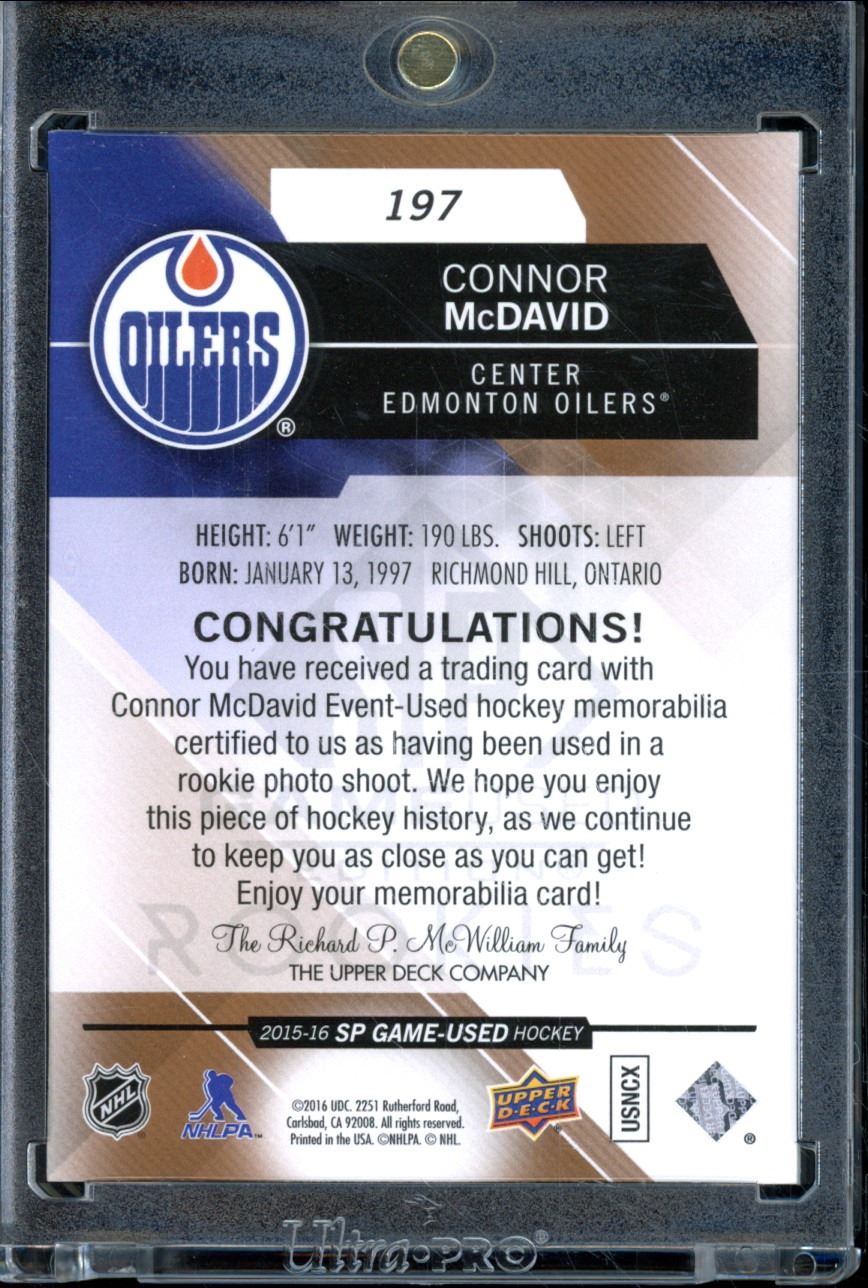 197
CONNOR
McDAVID
OILERS
®
CENTER
EDMONTON OILERS®
HEIGHT: 6'1" WEIGHT: 190 LBS. SHOOTS: LEFT
BORN: JANUARY 13, 1997 RICHMOND HILL, ONTARIO
CONGRATULATIONS!
You have received a trading card with
Connor McDavid Event-Used hockey memorabilia
certified to us as having been used in a
rookie photo shoot. We hope you enjoy
this piece of hockey history, as we continue
to keep you as close as you can get!
Enjoy your memorabilia card!
The Richard P. McWilliam Family
ROOKIES
THE UPPER DECK COMPANY
2015-16 SP GAME-USED HOCKEY
NHL
NHLPA™
©2016 UDC. 2251 Rutherford Road,
Carlsbad, CA 92008. All rights reserved.
Printed in the USA. ©NHLPA. © NHL.
UPPER
D•E•C•K
®
USNCX
®
Ultra•PRO®